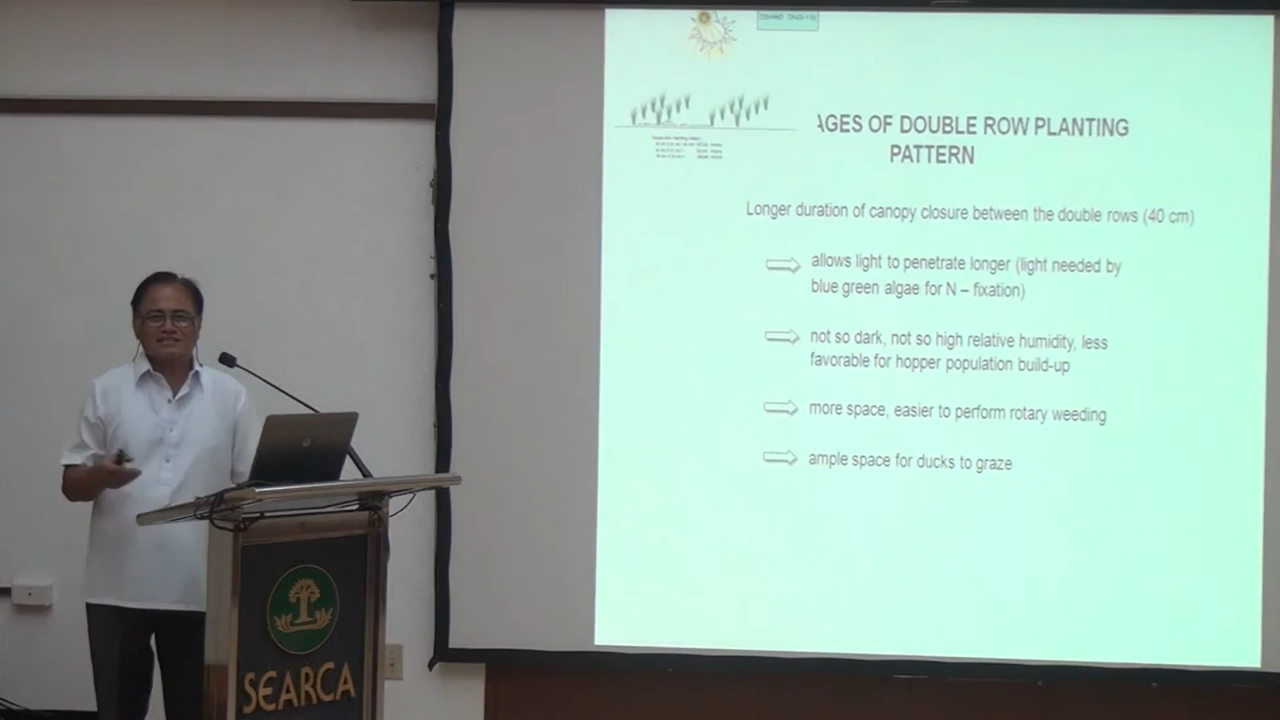 AGES OF DOUBLE ROW PLANTING
PATTERN
Longer duration of canopy closure between the double rows (40 cm)
allows light to penetrate longer (light needed by
blue green algae for N – fixation)
not so dark, not so high relative humidity, less
favorable for hopper population build-up
more space, easier to perform rotary weeding
ample space for ducks to graze
hp
SEARCA